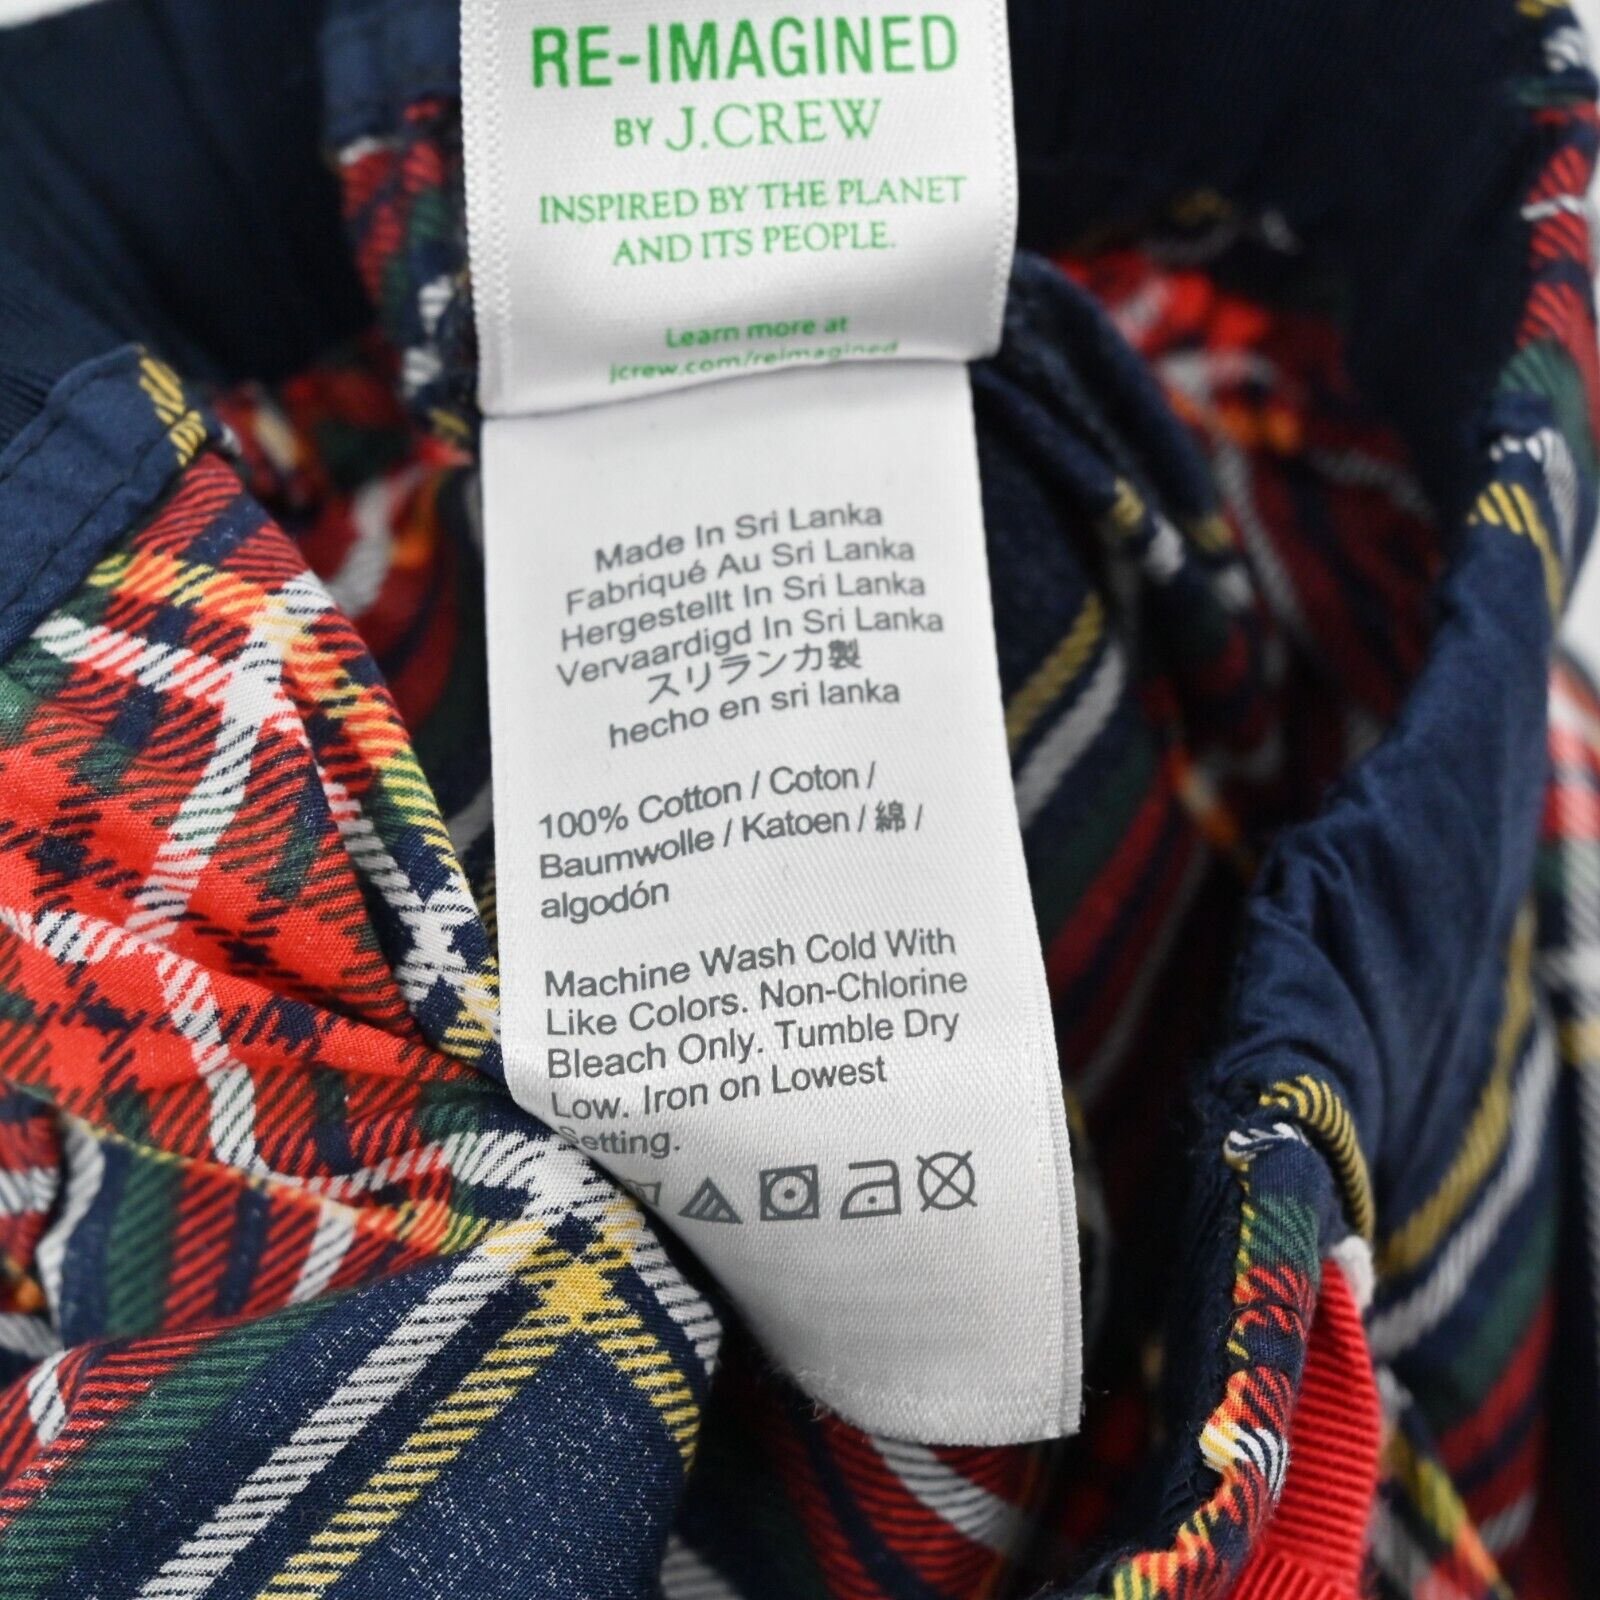 RE-IMAGINED
BY J.CREW
INSPIRED BY THE PLANET
AND ITS PEOPLE.
Learn more at
jcrew.com/reimagined
Made In Sri Lanka
Fabriqué Au Sri Lanka
Hergestellt In Sri Lanka
Vervaardigd In Sri Lanka
スリランカ製
hecho en sri lanka
100% Cotton / Coton /
Baumwolle / Katoen / 綿 /
algodón
Machine Wash Cold With
Like Colors. Non-Chlorine
Bleach Only. Tumble Dry
Low. Iron on Lowest
Setting.